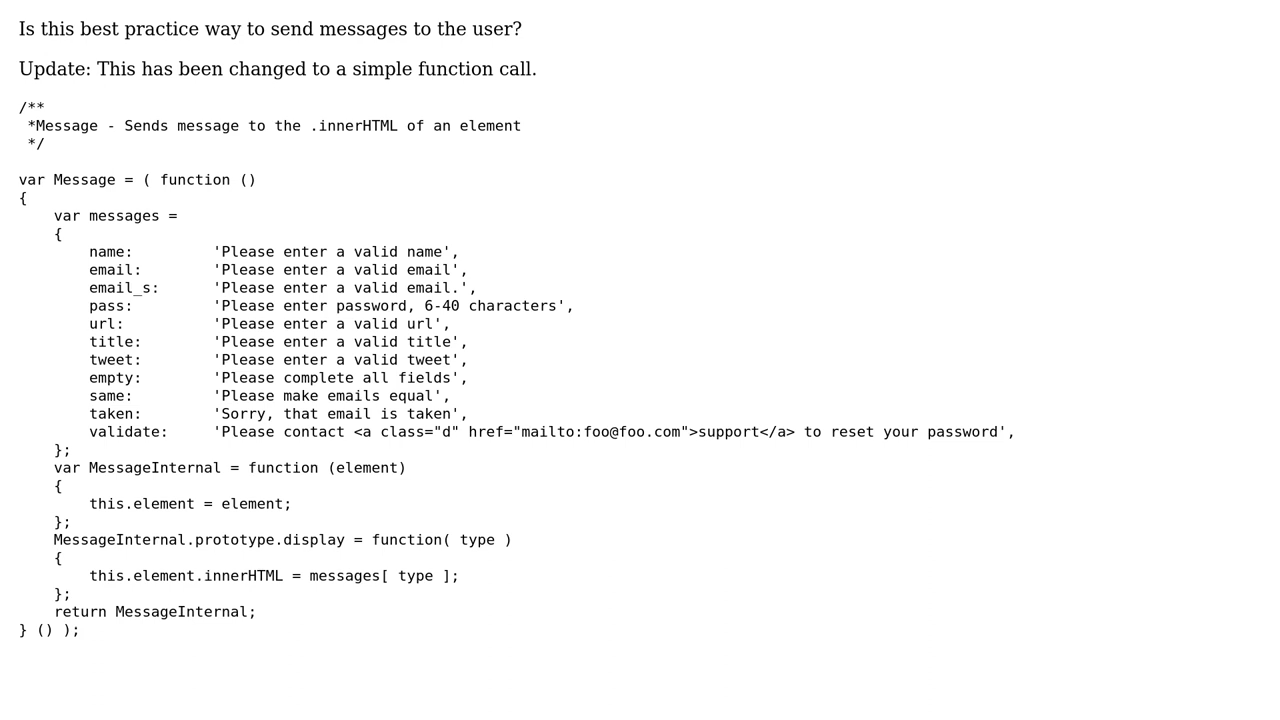 Is this best practice way to send messages to the user?
Update: This has been changed to a simple function call.
/**
 *Message - Sends message to the .innerHTML of an element
 */

var Message = ( function ()
{
    var messages =
    {
        name:         'Please enter a valid name',
        email:        'Please enter a valid email',
        email_s:      'Please enter a valid email.',
        pass:         'Please enter password, 6-40 characters',
        url:          'Please enter a valid url',
        title:        'Please enter a valid title',
        tweet:        'Please enter a valid tweet',
        empty:        'Please complete all fields',
        same:         'Please make emails equal',
        taken:        'Sorry, that email is taken',
        validate:     'Please contact <a class="d" href="mailto:foo@foo.com">support</a> to reset your password',
    };
    var MessageInternal = function (element)
    {
        this.element = element;
    };
    MessageInternal.prototype.display = function( type )
    {
        this.element.innerHTML = messages[ type ];
    };
    return MessageInternal;
} () );